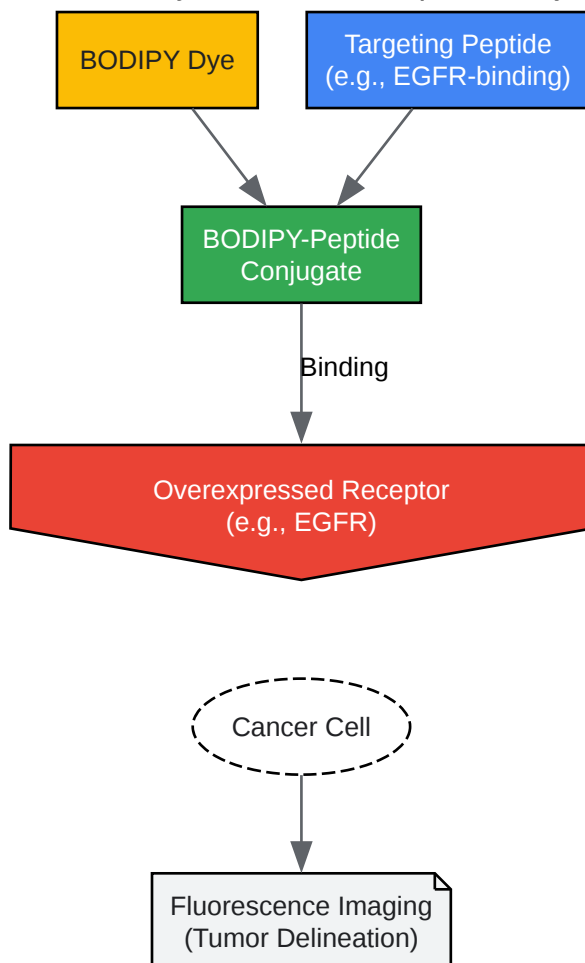 BODIPY Dye
Targeting Peptide
(e.g., EGFR-binding)
BODIPY-Peptide
Conjugate
Binding
Overexpressed Receptor
(e.g., EGFR)
Cancer Cell
Fluorescence Imaging
(Tumor Delineation)